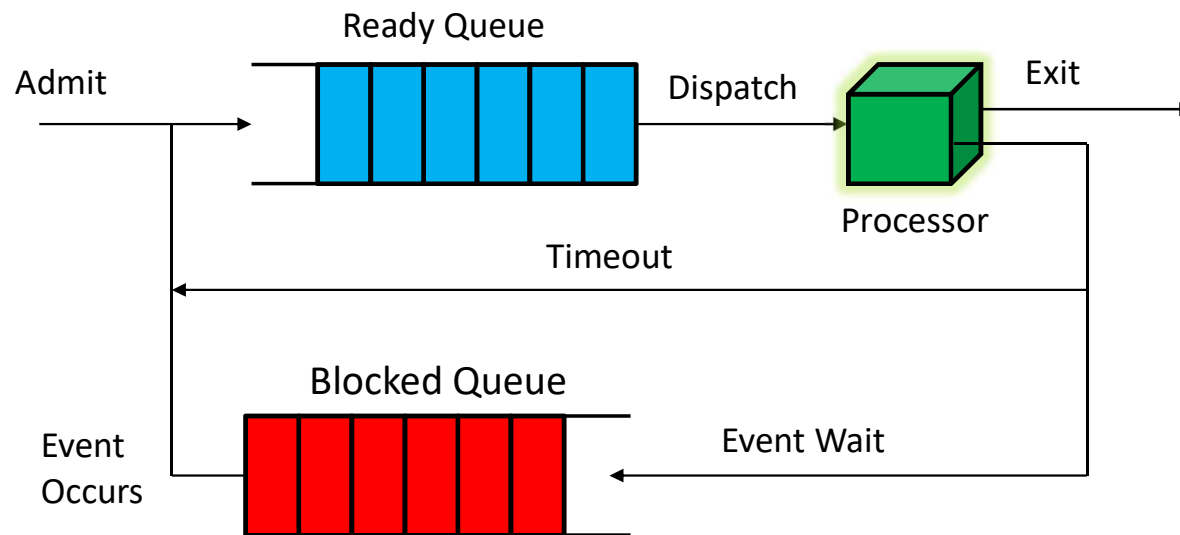 Ready Queue
Admit
Dispatch
Exit
Processor
Timeout
Blocked Queue
Event Wait
Event
Occurs